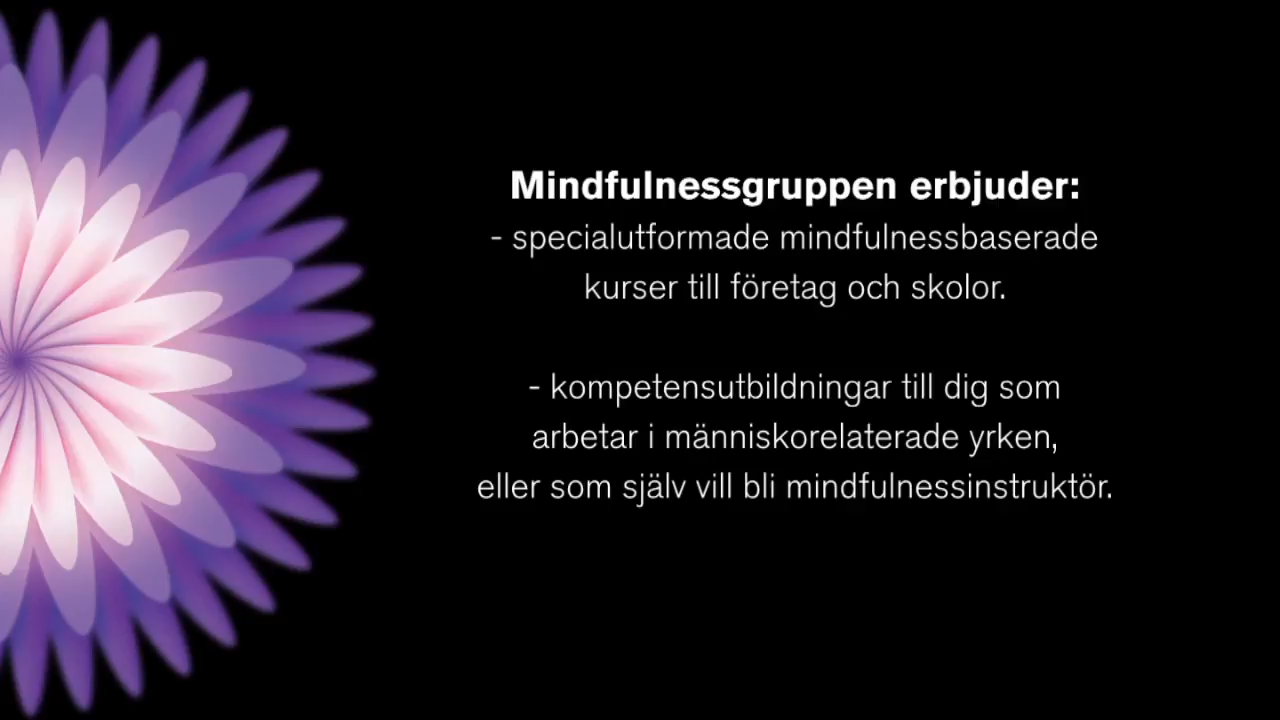 Mindfulnessgruppen erbjuder:
- specialutformade mindfulnessbaserade
kurser till företag och skolor.
- kompetensutbildningar till dig som
arbetar i människorelaterade yrken,
eller som själv vill bli mindfulnessinstruktör.